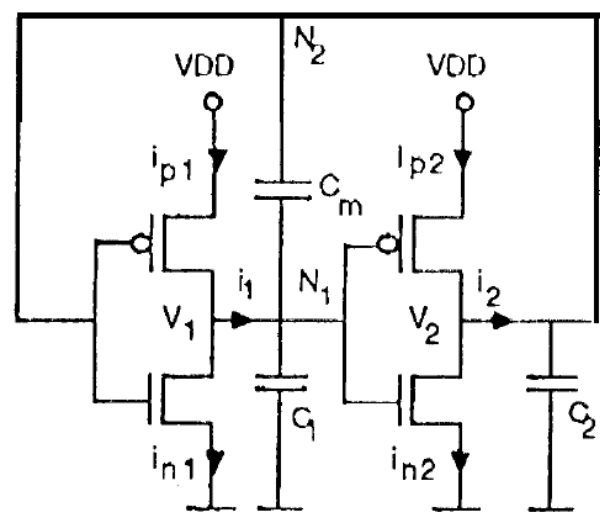 N₂
VDD VDD
iₚ₁ Cₘ iₚ₂
V₁ i₁ N₁ V₂ i₂
iₙ₁ C₁ iₙ₂ C₂